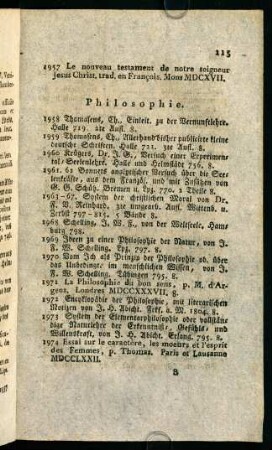 115
1957 Le nouveau testament de notre seigneur
Jesus Christ, trad. en François. Mons MDCXVII.
Philosophie.
1958 Thomasens, Ch., Einleit. zu der Vernunftlehre.
Halle 719. 2te Aufl. 8.
1959 Thomasens, Ch., Allerhand bisher publicirte kleine
deutsche Schriften. Halle 721. 3te Aufl. 8.
1960 Krügers, Dr. J. G., Versuch einer Experimen-
tal-Seelenlehre. Halle und Helmstädt 756. 8.
1961. 62 Bonnets analytischer Versuch über die See-
lenkräfte, aus dem Französ. und mit Zusätzen von
G. G. Schütz. Bremen u. Lpz. 770. 2 Theile 8.
1963-67. System der christlichen Moral von Dr.
F. V. Reinhard, 2te umgearb. Aufl. Wittenb. u.
Zerbst 797-815. 5 Bände 8.
1968 Schelling, J. W. F., von der Weltseele. Ham-
burg 798.
1969 Ideen zu einer Philosophie der Natur, von J.
F. W. Schelling. Lpz. 797. 8.
1970 Vom Ich als Prinzip der Philosophie od. über
das Unbedingte im menschlichen Wissen, von J.
F. W. Schelling. Tübingen 795. 8.
1971 La Philosophie du bon sens, p. M. d'Ar-
gens. Londres MDCCXXXVII. 8.
1972 Encyklopädie der Philosophie, mit literarischen
Notizen von J. H. Abicht. Frkf. a. M. 1804. 8.
1973 System der Elementarphilosophie oder vollstän-
dige Naturlehre der Erkenntniß-, Gefühls- und
Willenskraft, von J. H. Abicht. Erlang. 795. 8.
1974 Essai sur le caractére, les moeurs et l'esprit
des Femmes, p. Thomas. Paris et Lausanne
MDCCLXXII.